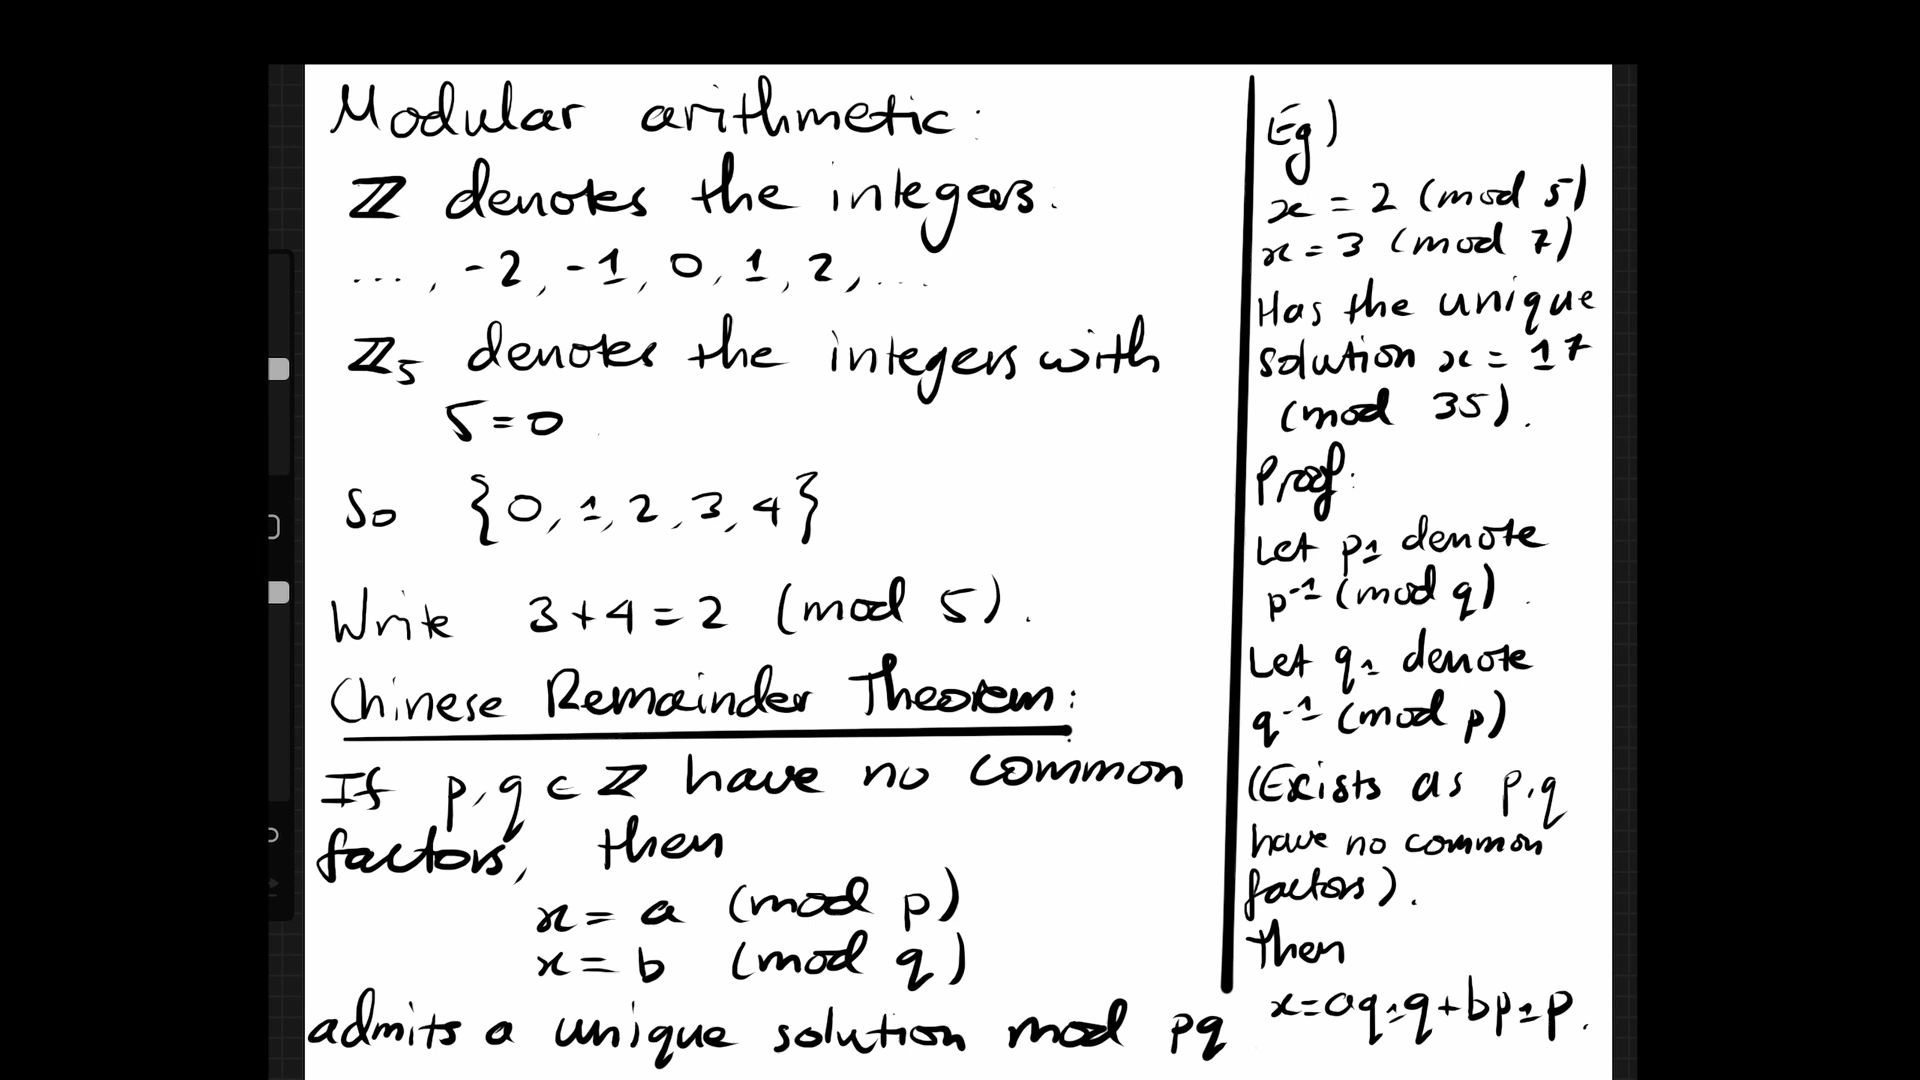 Modular arithmetic:
ℤ denotes the integers.
..., -2, -1, 0, 1, 2, ...
ℤ₅ denotes the integers with
5=0
So {0, 1, 2, 3, 4}
Write 3+4=2 (mod 5).
Chinese Remainder Theorem:
If p,q ∈ ℤ have no common
factors, then
x = a (mod p)
x = b (mod q)
admits a unique solution mod pq
Eg)
x = 2 (mod 5)
x = 3 (mod 7)
Has the unique
solution x = 17
(mod 35).
Proof:
Let p₁ denote
p⁻¹ (mod q).
Let q₁ denote
q⁻¹ (mod p)
(Exists as p,q
have no common
factors).
Then
x=aq₁q+bp₁p.